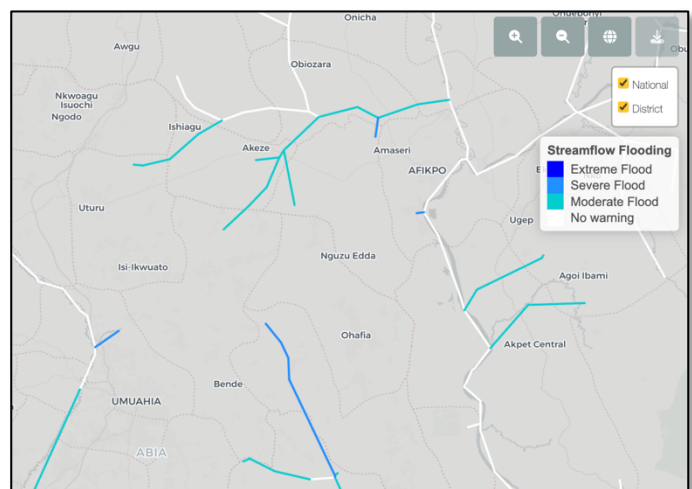 Onicha
Awgu
Obiozara
National
District
Nkwoagu
Isuochi
Ngodo
Ishiagu
Akeze
Amaseri
AFIKPO
Streamflow Flooding
Extreme Flood
Severe Flood
Moderate Flood
No warning
Uturu
Ugep
Nguzu Edda
Isi-Ikwuato
Agoi Ibami
Ohafia
Akpet Central
Bende
UMUAHIA
ABIA